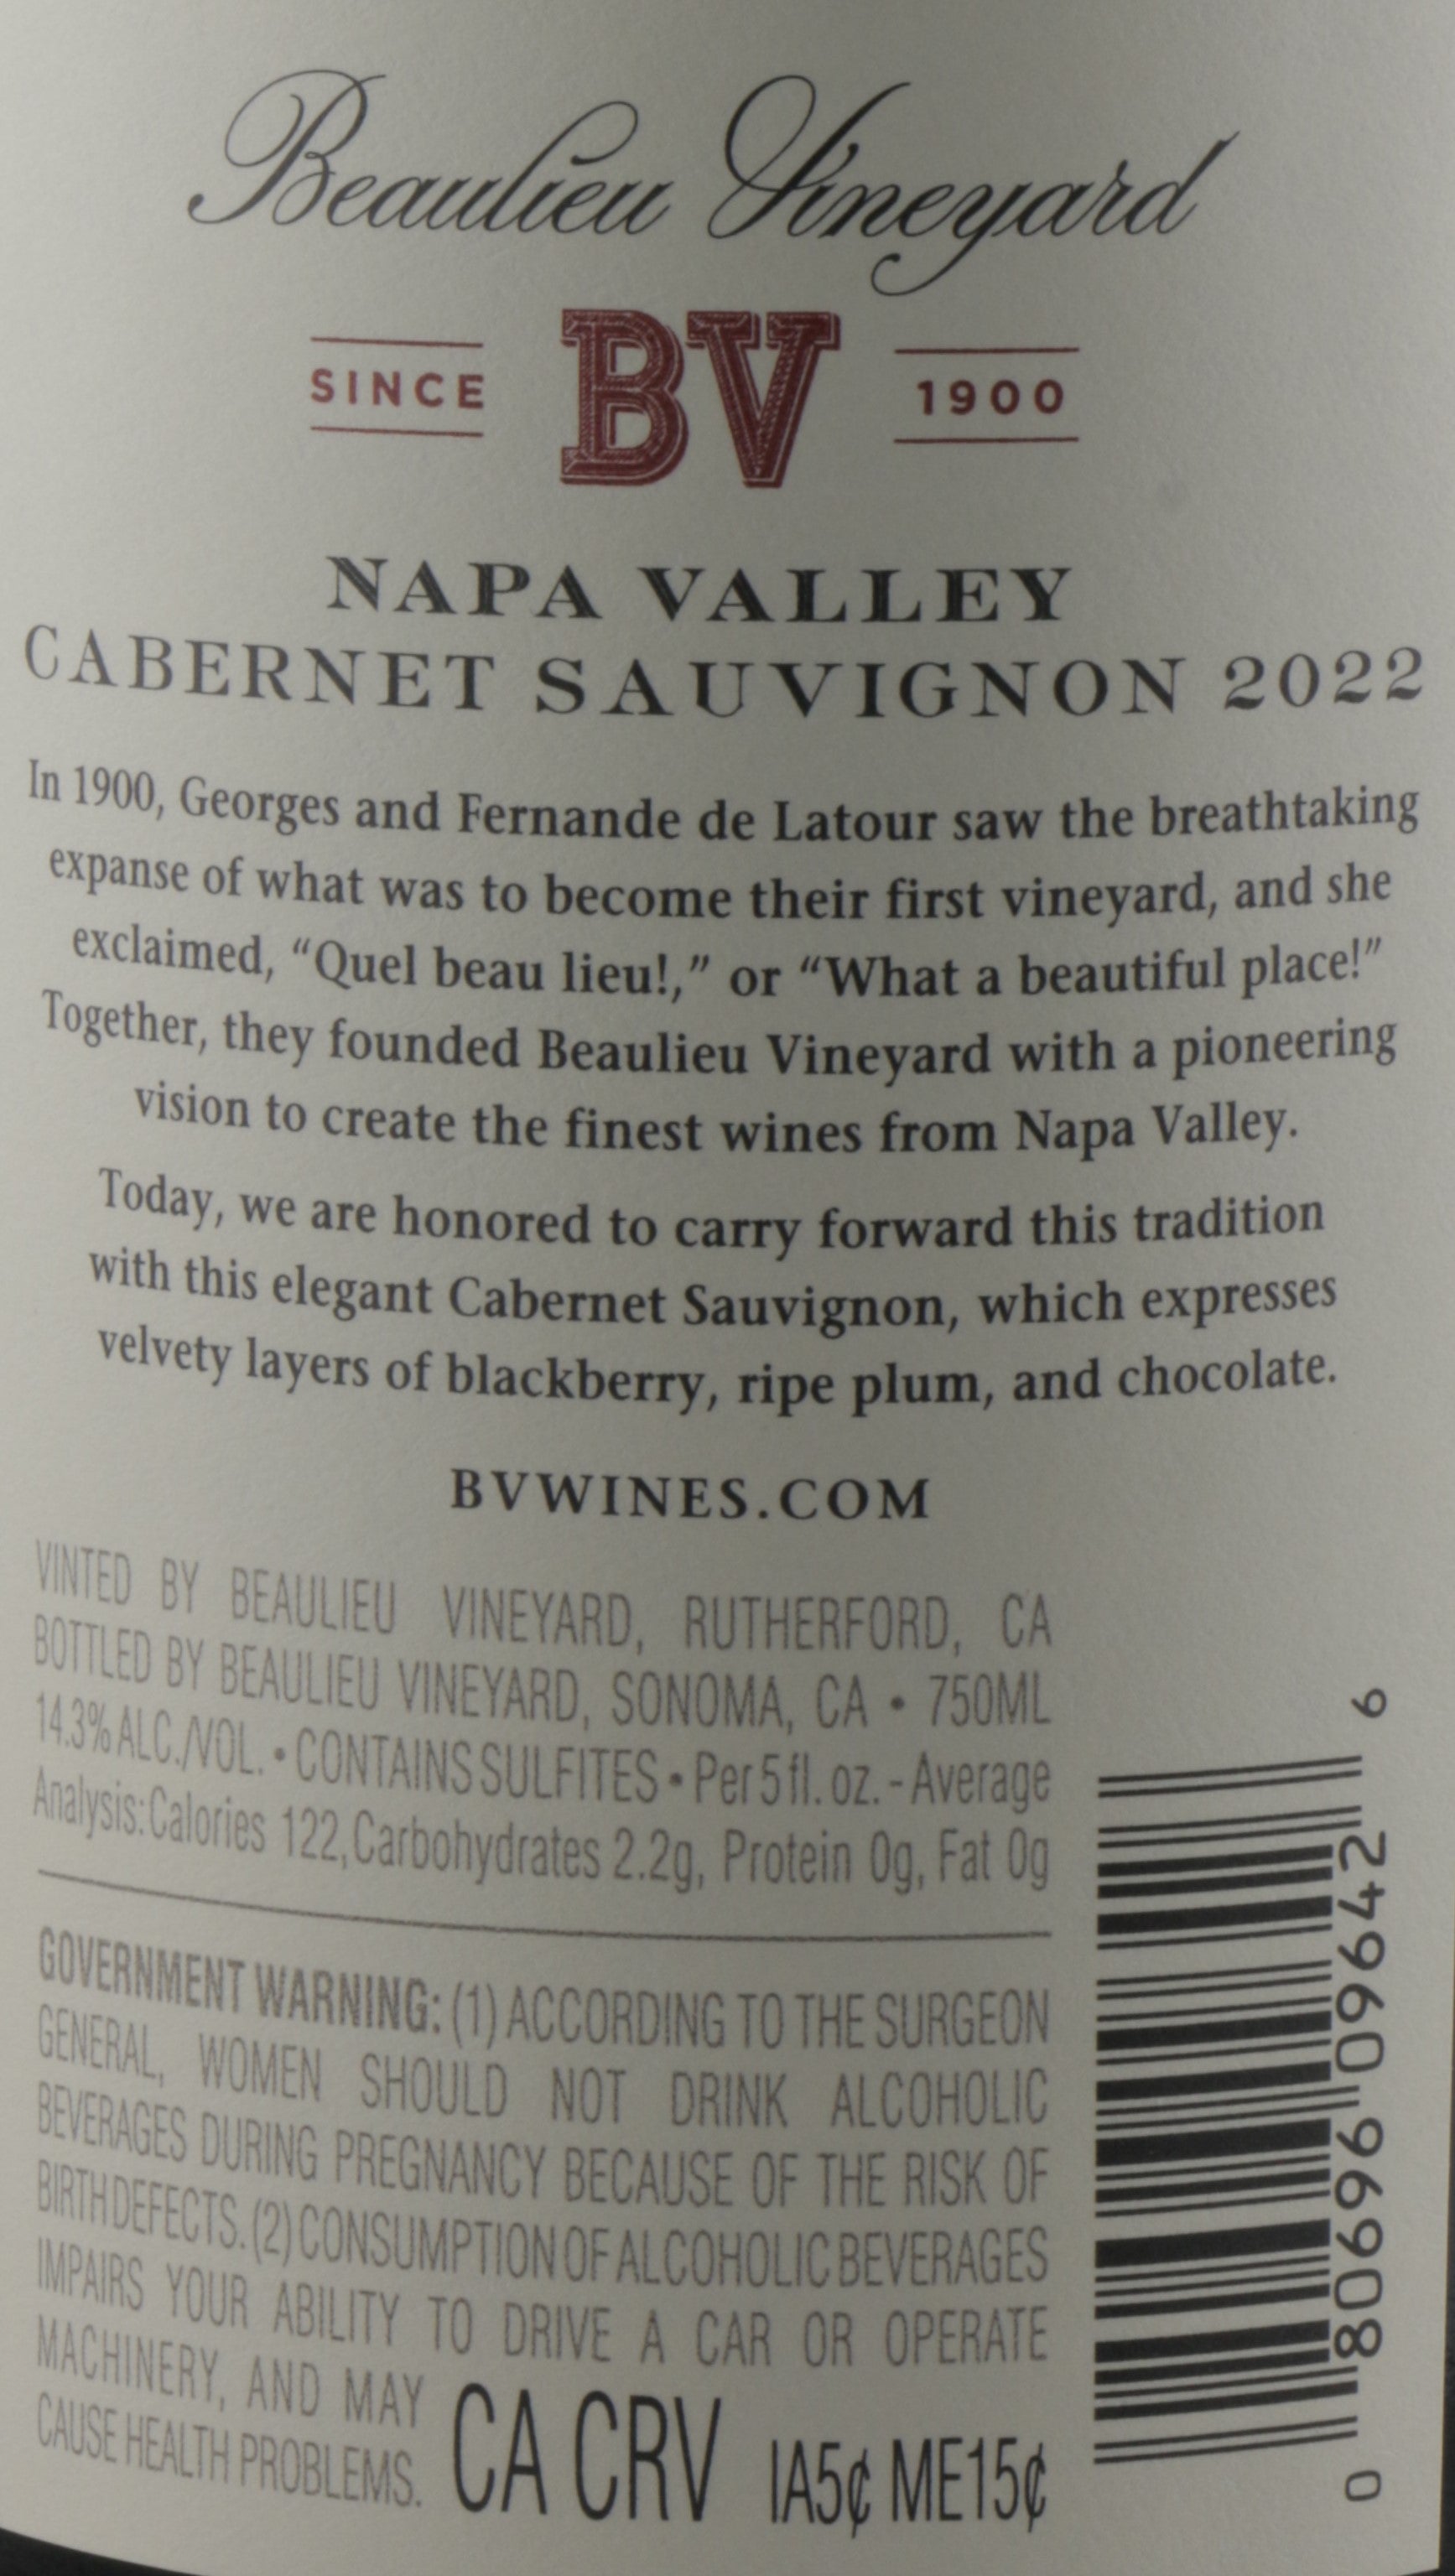 Beaulieu Vineyard
SINCE BV 1900
NAPA VALLEY
CABERNET SAUVIGNON 2022
In 1900, Georges and Fernande de Latour saw the breathtaking
expanse of what was to become their first vineyard, and she
exclaimed, “Quel beau lieu!,” or “What a beautiful place!”
Together, they founded Beaulieu Vineyard with a pioneering
vision to create the finest wines from Napa Valley.
Today, we are honored to carry forward this tradition
with this elegant Cabernet Sauvignon, which expresses
velvety layers of blackberry, ripe plum, and chocolate.
BVWINES.COM
VINTED BY BEAULIEU VINEYARD, RUTHERFORD, CA
BOTTLED BY BEAULIEU VINEYARD, SONOMA, CA • 750ML
14.3% ALC./VOL. • CONTAINS SULFITES • Per 5 fl. oz. - Average
Analysis: Calories 122, Carbohydrates 2.2g, Protein 0g, Fat 0g
GOVERNMENT WARNING: (1) ACCORDING TO THE SURGEON
GENERAL, WOMEN SHOULD NOT DRINK ALCOHOLIC
BEVERAGES DURING PREGNANCY BECAUSE OF THE RISK OF
BIRTH DEFECTS. (2) CONSUMPTION OF ALCOHOLIC BEVERAGES
IMPAIRS YOUR ABILITY TO DRIVE A CAR OR OPERATE
MACHINERY, AND MAY
CAUSE HEALTH PROBLEMS.
CA CRV IA5¢ ME15¢
0 80696 09642 6